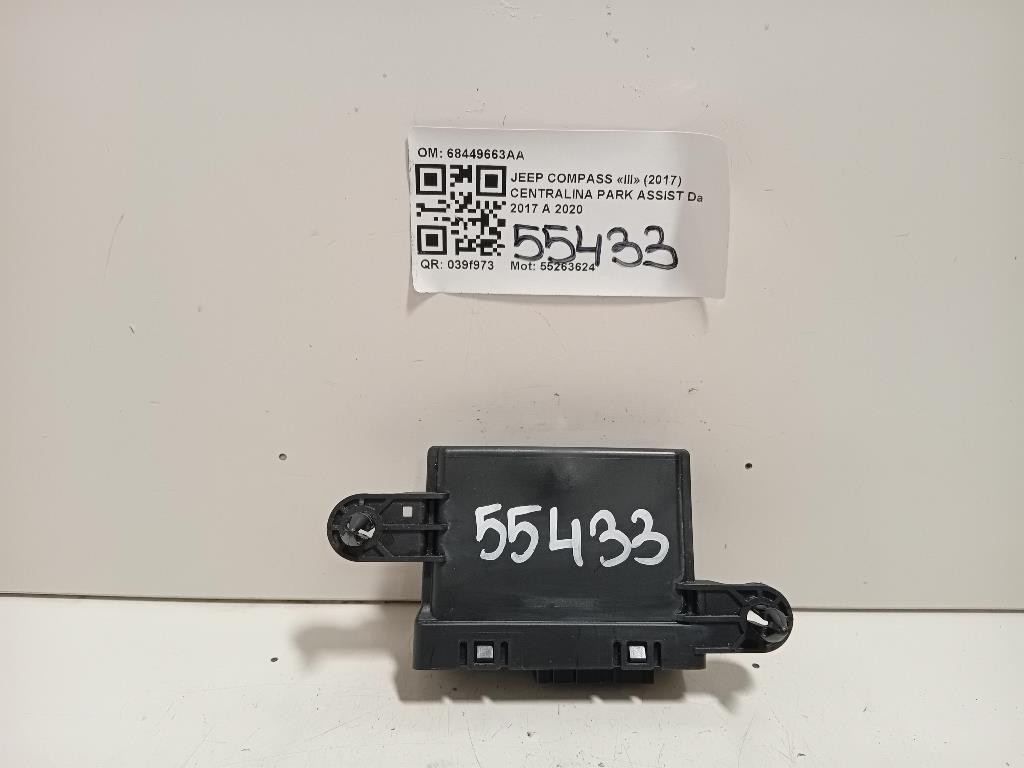 OM: 68449663AA
JEEP COMPASS «III» (2017)
CENTRALINA PARK ASSIST Da
2017 A 2020
55433
QR: 039f973 Mot: 55263624
55433